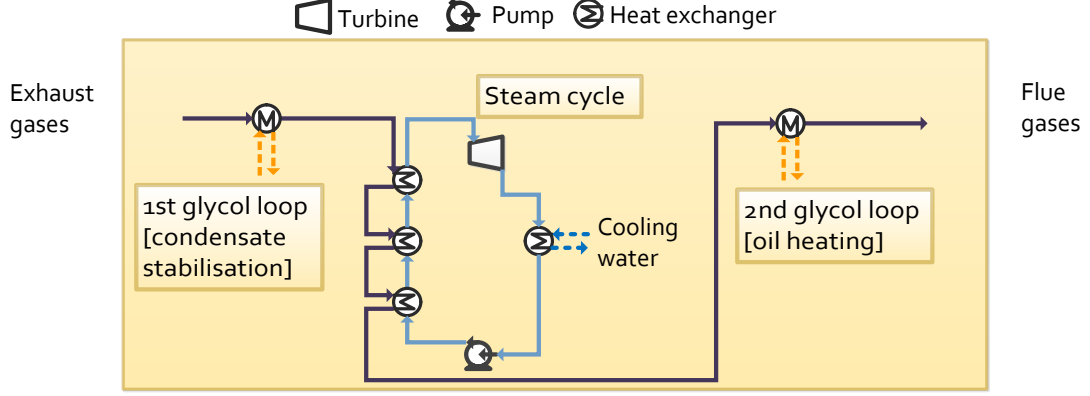 Turbine
Pump
Heat exchanger
Exhaust
gases
Steam cycle
Flue
gases
1st glycol loop
[condensate
stabilisation]
Cooling
water
2nd glycol loop
[oil heating]